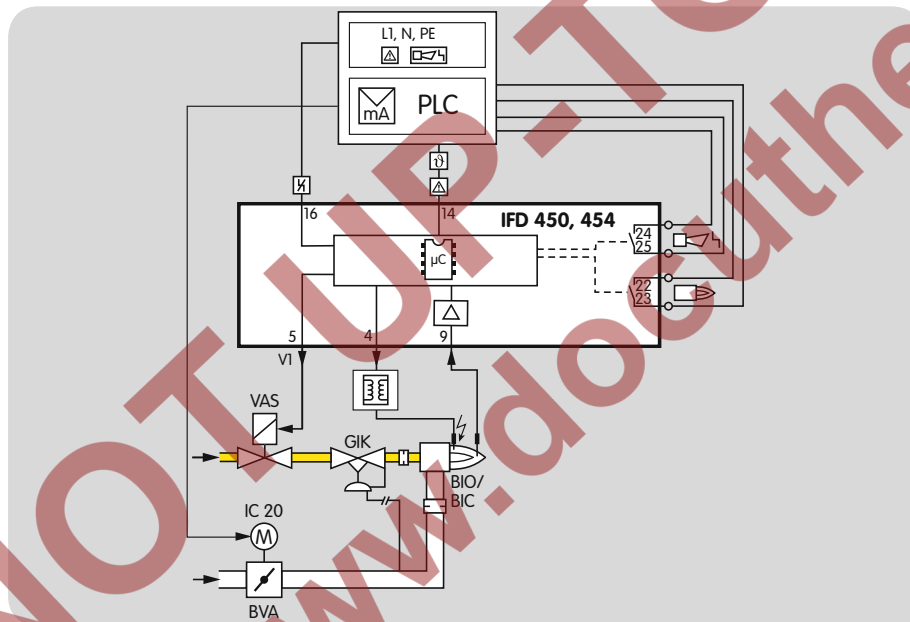 L1, N, PE
mA
PLC
ϑ
16
14
IFD 450, 454
µC
24
25
22
23
5
4
9
V1
VAS
GIK
BIO/
BIC
IC 20
M
BVA
NOT UP-TO
www.docuthe